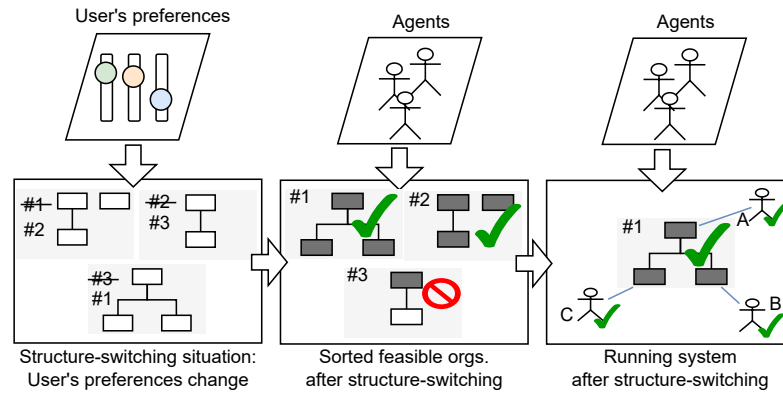 User's preferences
Agents
Agents
#1
#2
#2
#3
#3
#1
#1
#2
#3
#1
A
B
C
Structure-switching situation:
User's preferences change
Sorted feasible orgs.
after structure-switching
Running system
after structure-switching